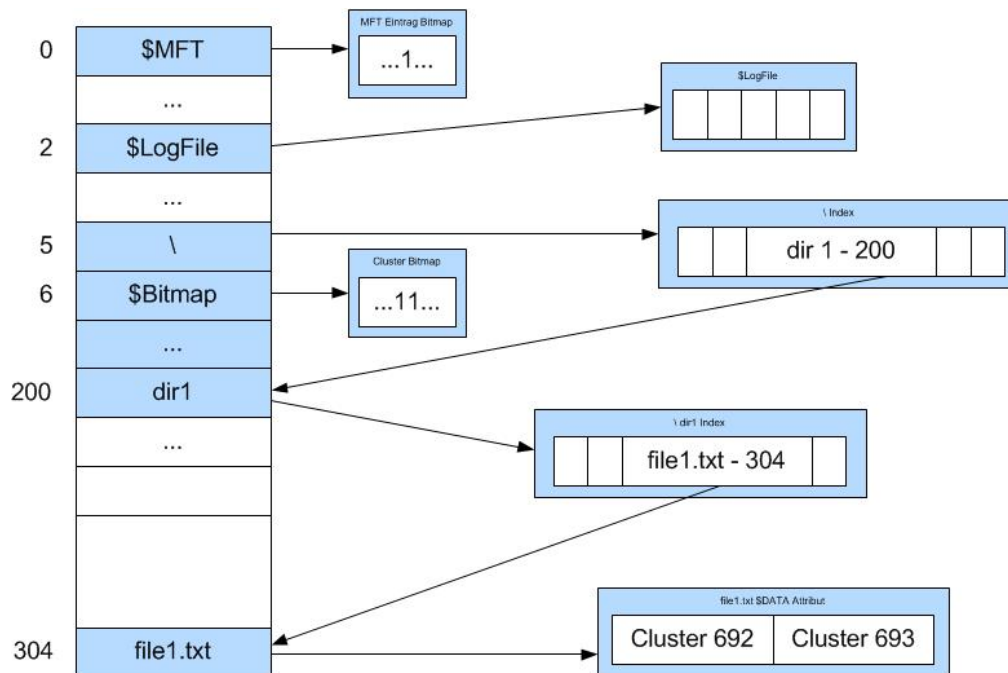 MFT Eintrag Bitmap
0 $MFT ...1...
...
$LogFile
2 $LogFile
...
\ Index
5 \ dir 1 - 200
Cluster Bitmap
6 $Bitmap ...11...
...
200 dir1
\ dir1 Index
...
file1.txt - 304
file1.txt $DATA Attribut
Cluster 692 Cluster 693
304 file1.txt